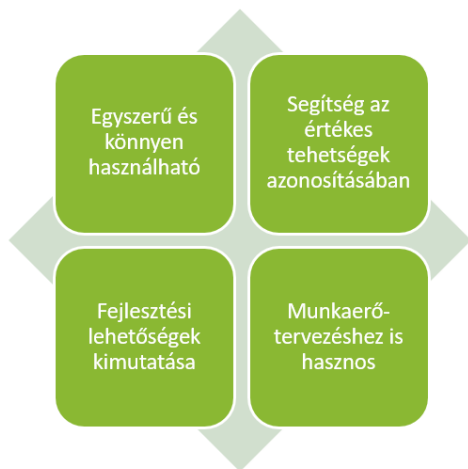 Egyszerű és
könnyen
használható
Segítség az
értékes
tehetségek
azonosításában
Fejlesztési
lehetőségek
kimutatása
Munkaerő-
tervezéshez is
hasznos